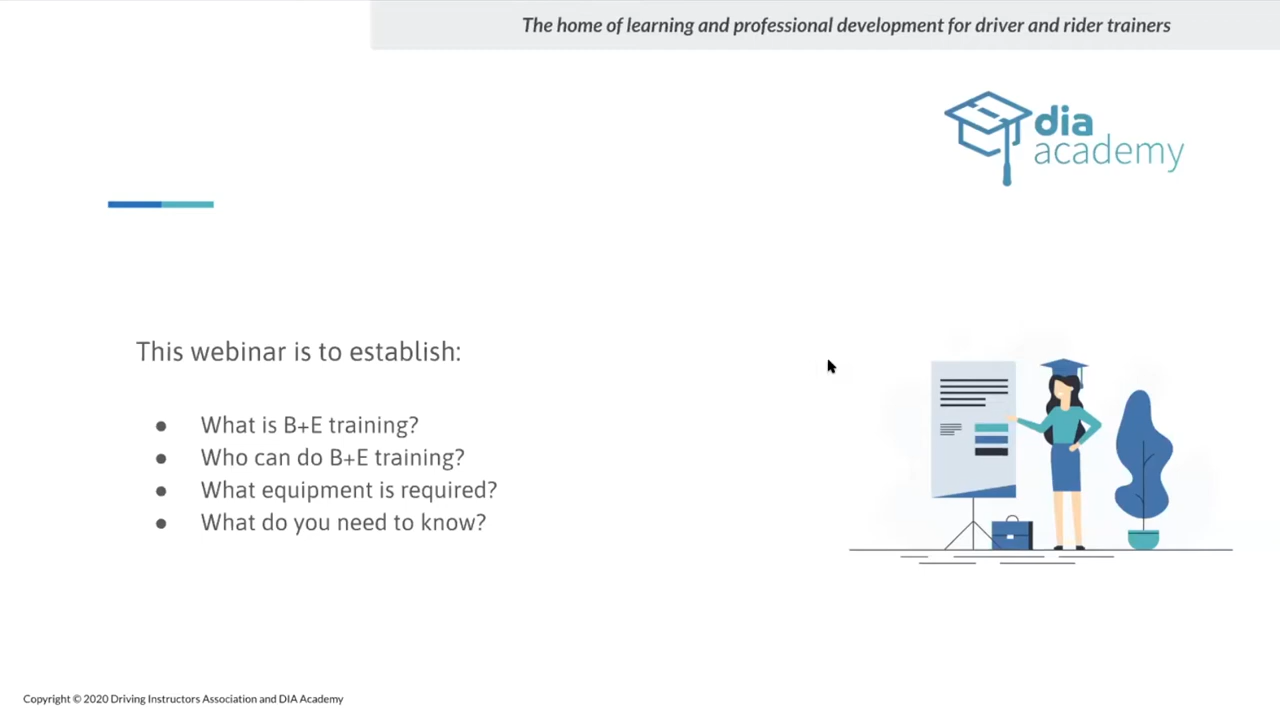 The home of learning and professional development for driver and rider trainers
dia
academy
This webinar is to establish:
● What is B+E training?
● Who can do B+E training?
● What equipment is required?
● What do you need to know?
Copyright © 2020 Driving Instructors Association and DIA Academy